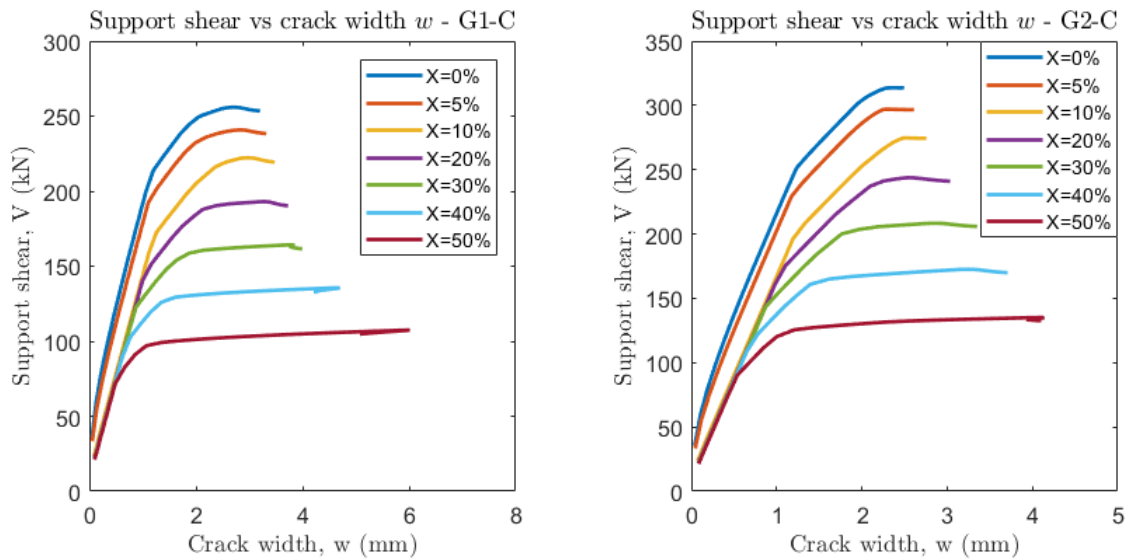 Support shear vs crack width w - G1-C
300
250
200
150
100
50
0
0 2 4 6 8
Support shear, V (kN)
Crack width, w (mm)
X=0%
X=5%
X=10%
X=20%
X=30%
X=40%
X=50%
Support shear vs crack width w - G2-C
350
300
250
200
150
100
50
0
0 1 2 3 4 5
Support shear, V (kN)
Crack width, w (mm)
X=0%
X=5%
X=10%
X=20%
X=30%
X=40%
X=50%